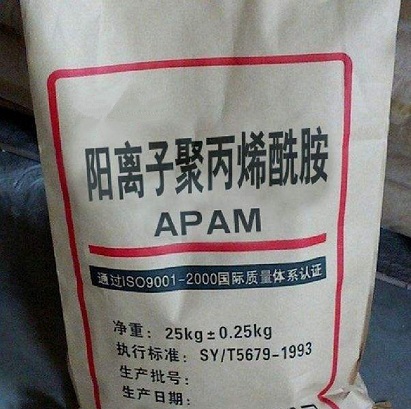 阳离子聚丙烯酰胺
APAM
通过ISO9001-2000国际质量体系认证
净重：25kg±0.25kg
执行标准：SY/T5679-1993
生产批号：
生产日期：